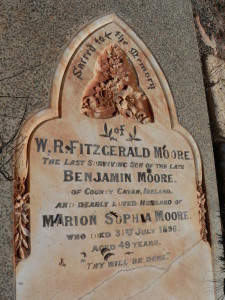 Sacred to the Memory
of
W. R. FITZGERALD MOORE.
THE LAST SURVIVING SON OF THE LATE
BENJAMIN MOORE.
OF COUNTY CAVAN, IRELAND.
AND DEARLY LOVED HUSBAND OF
MARION SOPHIA MOORE.
WHO DIED 31ST JULY 1896.
AGED 49 YEARS.
"THY WILL BE DONE"